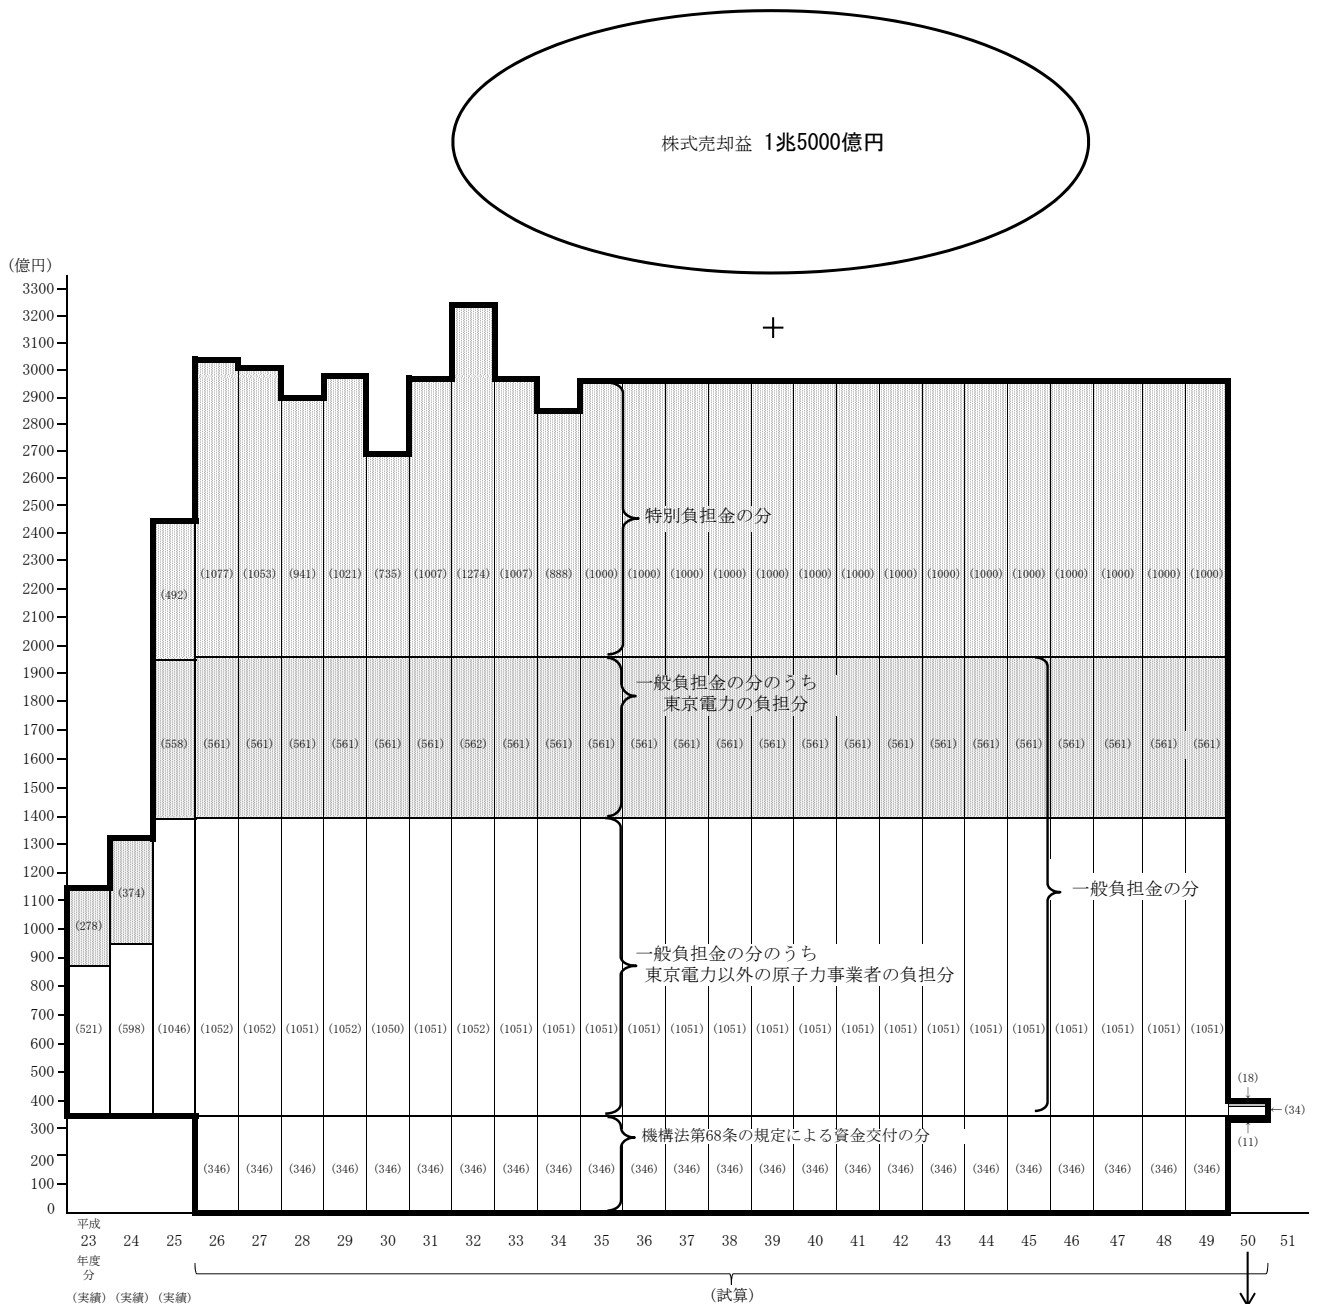 株式売却益 1兆5000億円
(億円)
+
3300
3200
3100
3000
2900
2800
2700
2600
2500
2400
2300
2200
2100
2000
1900
1800
1700
1600
1500
1400
1300
1200
1100
1000
900
800
700
600
500
400
300
200
100
0
特別負担金の分
(1077) (1053) (941) (1021) (735) (1007) (1274) (1007) (888) (1000) (1000) (1000) (1000) (1000) (1000) (1000) (1000) (1000) (1000) (1000) (1000) (1000) (1000) (1000)
(492)
一般負担金の分のうち
東京電力の負担分
(558) (561) (561) (561) (561) (561) (561) (562) (561) (561) (561) (561) (561) (561) (561) (561) (561) (561) (561) (561) (561) (561) (561) (561) (561)
(374)
(278)
一般負担金の分
一般負担金の分のうち
東京電力以外の原子力事業者の負担分
(521) (598) (1046) (1052) (1052) (1051) (1052) (1050) (1051) (1052) (1051) (1051) (1051) (1051) (1051) (1051) (1051) (1051) (1051) (1051) (1051) (1051) (1051) (1051) (1051) (1051) (1051)
(18)
(34)
(11)
機構法第68条の規定による資金交付の分
(346) (346) (346) (346) (346) (346) (346) (346) (346) (346) (346) (346) (346) (346) (346) (346) (346) (346) (346) (346) (346) (346) (346) (346)
平成
23 24 25 26 27 28 29 30 31 32 33 34 35 36 37 38 39 40 41 42 43 44 45 46 47 48 49 50 51
年度
分
(実績) (実績) (実績)
(試算)